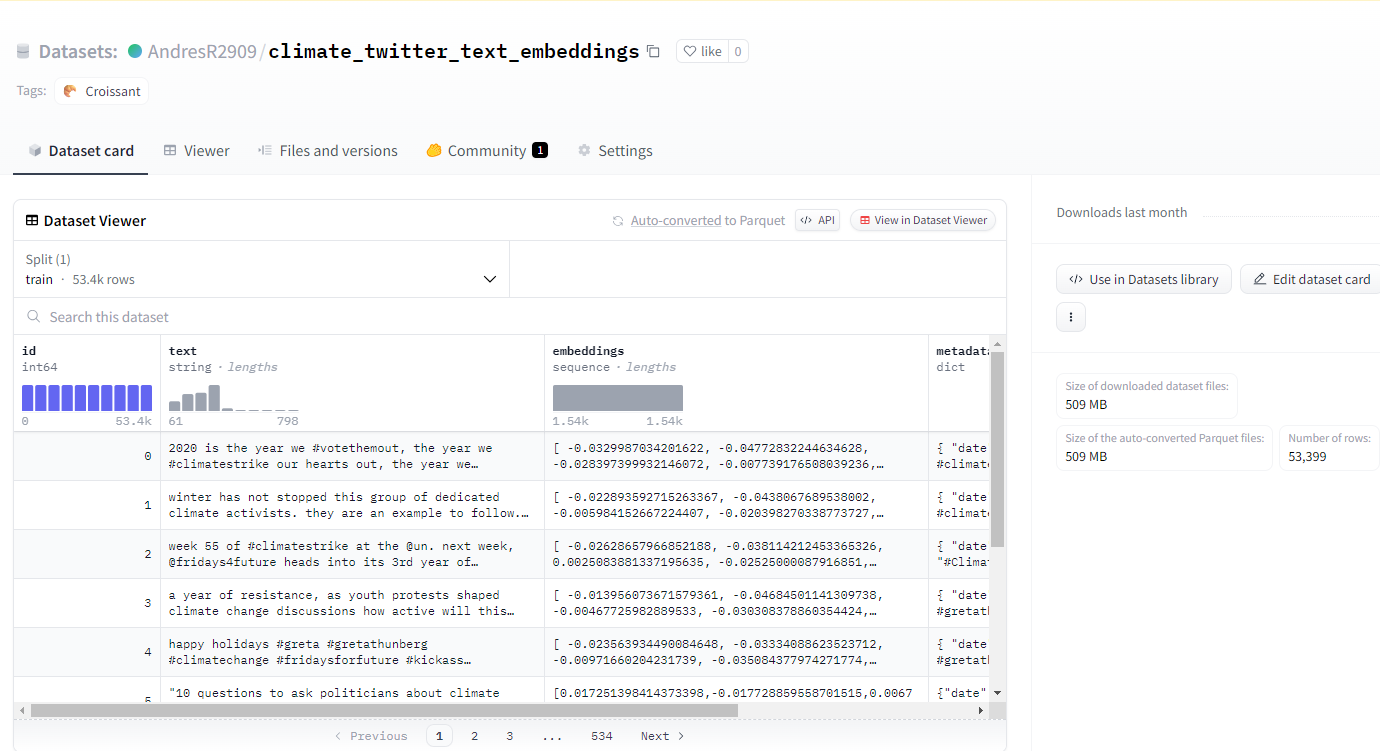 Datasets: AndresR2909/climate_twitter_text_embeddings like 0
Tags: Croissant
Dataset card Viewer Files and versions Community 1 Settings
Dataset Viewer Auto-converted to Parquet </> API View in Dataset Viewer
Split (1)
train · 53.4k rows
Search this dataset
id text embeddings metadata
int64 string · lengths sequence · lengths dict
0 53.4k 61 798 1.54k 1.54k
0 2020 is the year we #votethemout, the year we #climatestrike our hearts out, the year we… [ -0.0329987034201622, -0.04772832244634628, -0.028397399932146072, -0.007739176508039236,… { "date #climat
1 winter has not stopped this group of dedicated climate activists. they are an example to follow.… [ -0.022893592715263367, -0.0438067689538002, -0.005984152667224407, -0.020398270338773727,… { "date #climat
2 week 55 of #climatestrike at the @un. next week, @fridays4future heads into its 3rd year of… [ -0.02628657966852188, -0.038114212453365326, 0.0025083881337195635, -0.02525000087916851,… { "date "#Clima
3 a year of resistance, as youth protests shaped climate change discussions how active will this… [ -0.013956073671579361, -0.04684501141309738, -0.00467725982889533, -0.030308378860354424,… { "date #gretat
4 happy holidays #greta #gretathunberg #climatechange #fridaysforfuture #kickass… [ -0.023563934490084648, -0.03334088623523712, -0.00971660204231739, -0.035084377974271774,… { "date #gretat
5 "10 questions to ask politicians about climate [0.017251398414373398,-0.017728859558701515,0.0067 {"date"
Previous 1 2 3 ... 534 Next
Downloads last month
</> Use in Datasets library Edit dataset card
Size of downloaded dataset files:
509 MB
Size of the auto-converted Parquet files: Number of rows:
509 MB 53,399